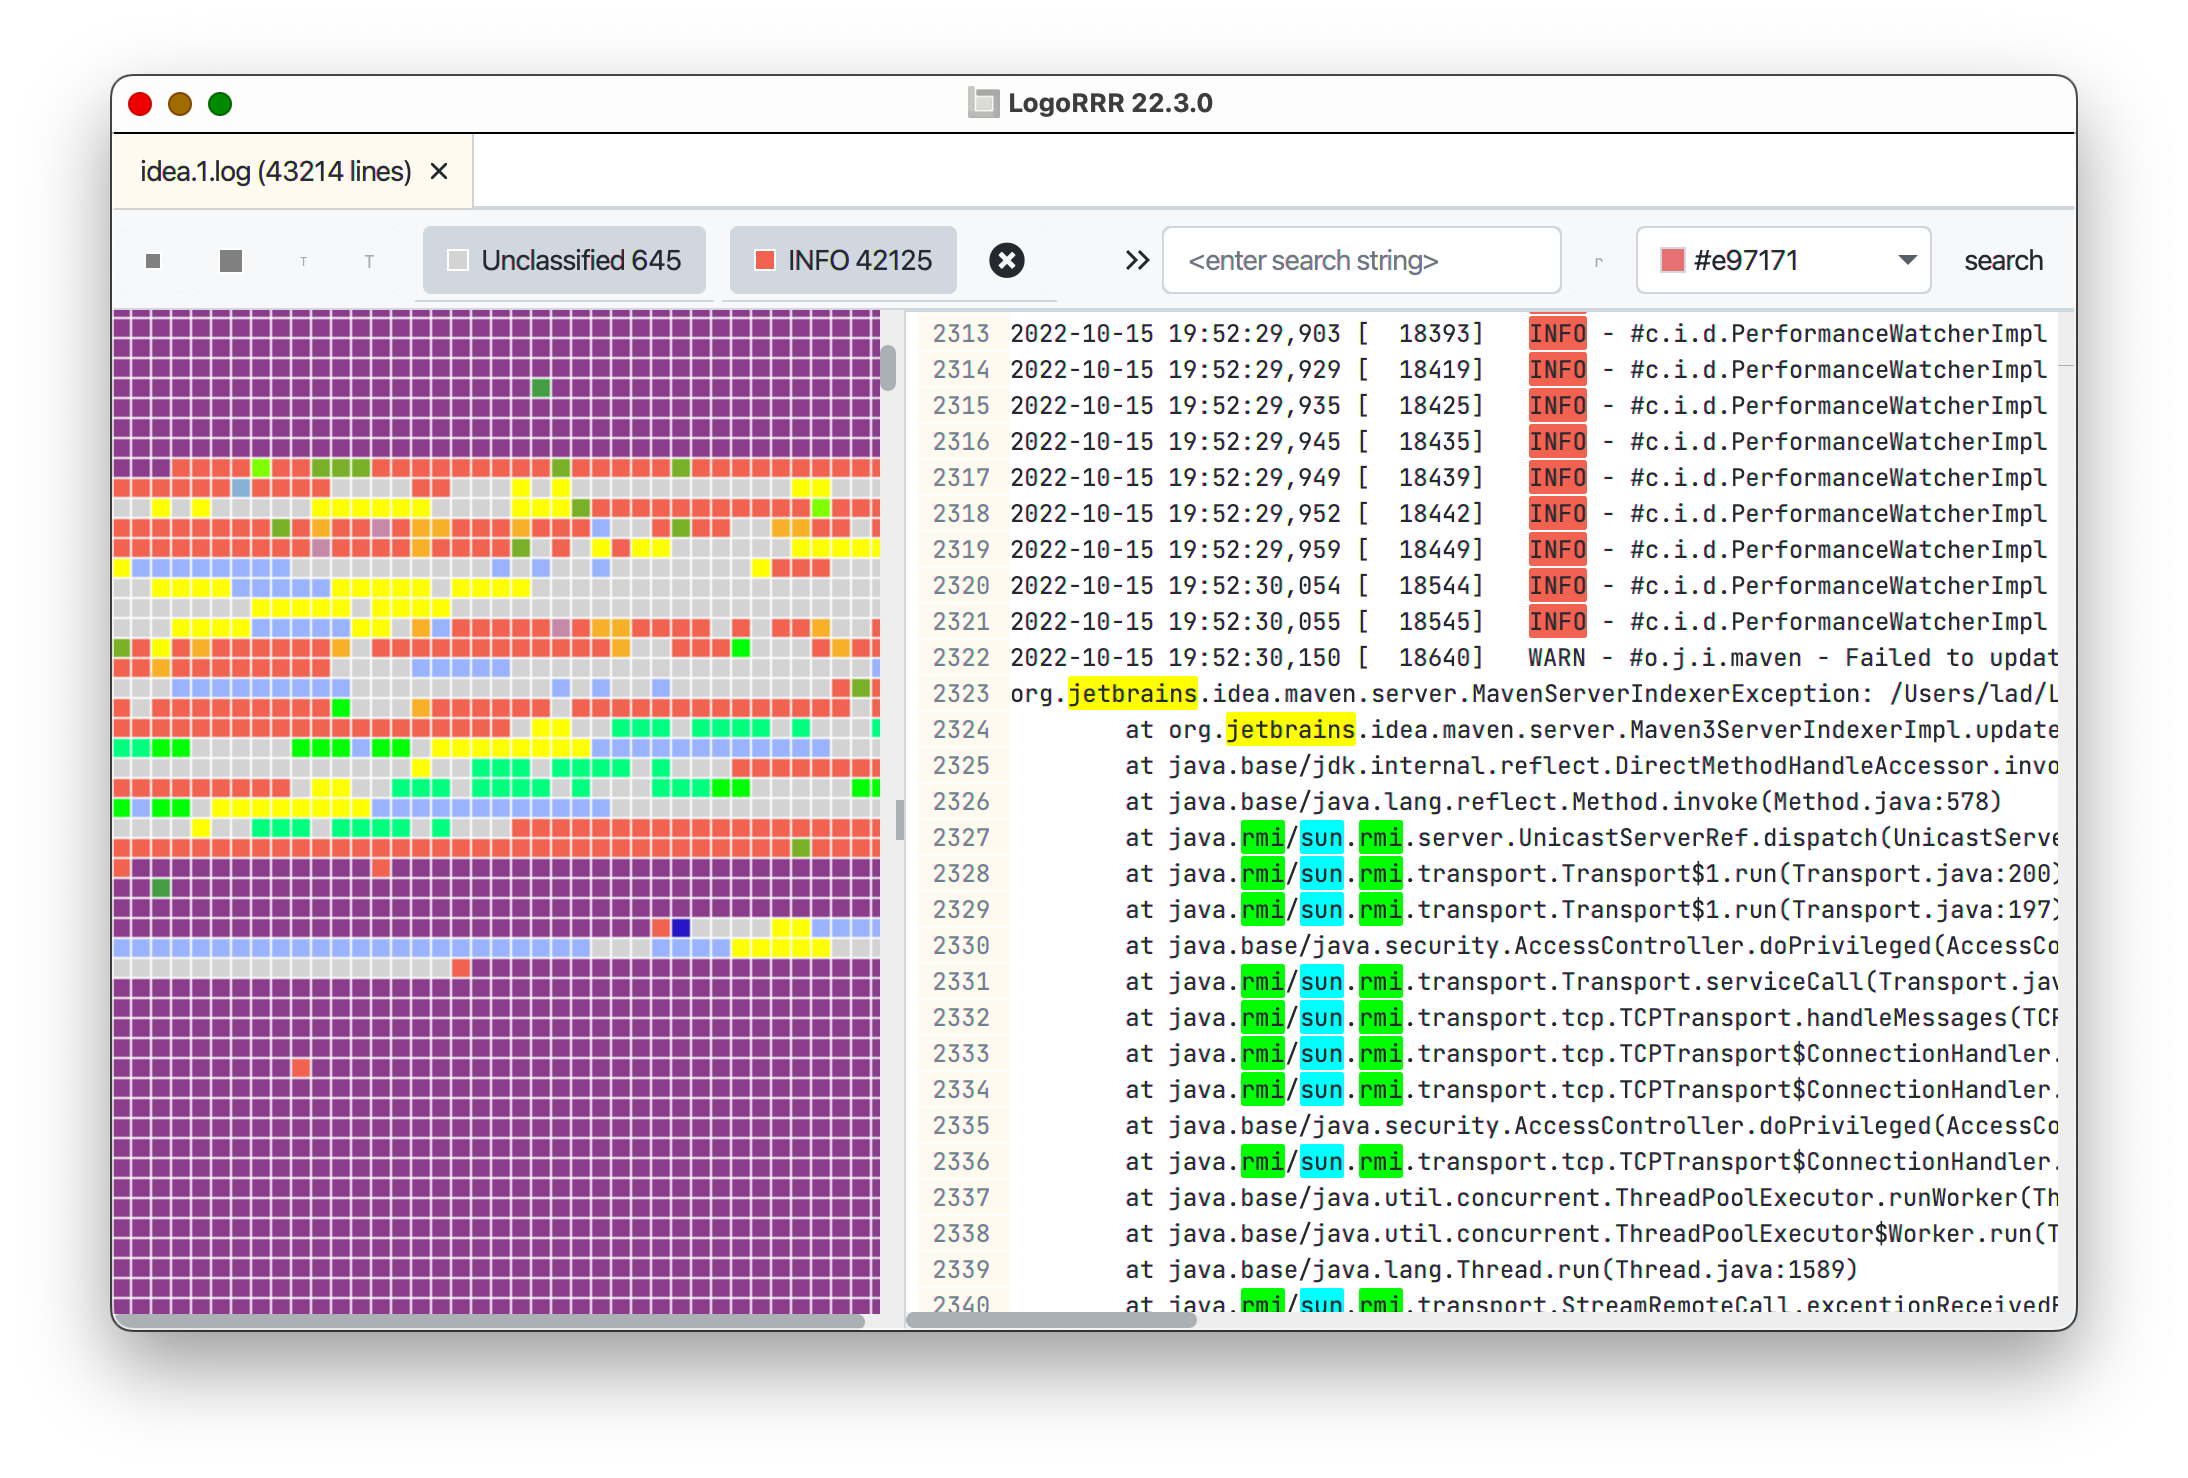 LogoRRR 22.3.0
idea.1.log (43214 lines)
T T Unclassified 645 INFO 42125 <enter search string> r #e97171 search
2313 2022-10-15 19:52:29,903 [  18393]   INFO - #c.i.d.PerformanceWatcherImpl
2314 2022-10-15 19:52:29,929 [  18419]   INFO - #c.i.d.PerformanceWatcherImpl
2315 2022-10-15 19:52:29,935 [  18425]   INFO - #c.i.d.PerformanceWatcherImpl
2316 2022-10-15 19:52:29,945 [  18435]   INFO - #c.i.d.PerformanceWatcherImpl
2317 2022-10-15 19:52:29,949 [  18439]   INFO - #c.i.d.PerformanceWatcherImpl
2318 2022-10-15 19:52:29,952 [  18442]   INFO - #c.i.d.PerformanceWatcherImpl
2319 2022-10-15 19:52:29,959 [  18449]   INFO - #c.i.d.PerformanceWatcherImpl
2320 2022-10-15 19:52:30,054 [  18544]   INFO - #c.i.d.PerformanceWatcherImpl
2321 2022-10-15 19:52:30,055 [  18545]   INFO - #c.i.d.PerformanceWatcherImpl
2322 2022-10-15 19:52:30,150 [  18640]   WARN - #o.j.i.maven - Failed to updat
2323 org.jetbrains.idea.maven.server.MavenServerIndexerException: /Users/lad/L
2324 at org.jetbrains.idea.maven.server.Maven3ServerIndexerImpl.update
2325 at java.base/jdk.internal.reflect.DirectMethodHandleAccessor.invo
2326 at java.base/java.lang.reflect.Method.invoke(Method.java:578)
2327 at java.rmi/sun.rmi.server.UnicastServerRef.dispatch(UnicastServe
2328 at java.rmi/sun.rmi.transport.Transport$1.run(Transport.java:200)
2329 at java.rmi/sun.rmi.transport.Transport$1.run(Transport.java:197)
2330 at java.base/java.security.AccessController.doPrivileged(AccessCo
2331 at java.rmi/sun.rmi.transport.Transport.serviceCall(Transport.jav
2332 at java.rmi/sun.rmi.transport.tcp.TCPTransport.handleMessages(TCP
2333 at java.rmi/sun.rmi.transport.tcp.TCPTransport$ConnectionHandler.
2334 at java.rmi/sun.rmi.transport.tcp.TCPTransport$ConnectionHandler.
2335 at java.base/java.security.AccessController.doPrivileged(AccessCo
2336 at java.rmi/sun.rmi.transport.tcp.TCPTransport$ConnectionHandler.
2337 at java.base/java.util.concurrent.ThreadPoolExecutor.runWorker(Th
2338 at java.base/java.util.concurrent.ThreadPoolExecutor$Worker.run(T
2339 at java.base/java.lang.Thread.run(Thread.java:1589)
2340 at java.rmi/sun.rmi.transport.StreamRemoteCall.exceptionReceivedF